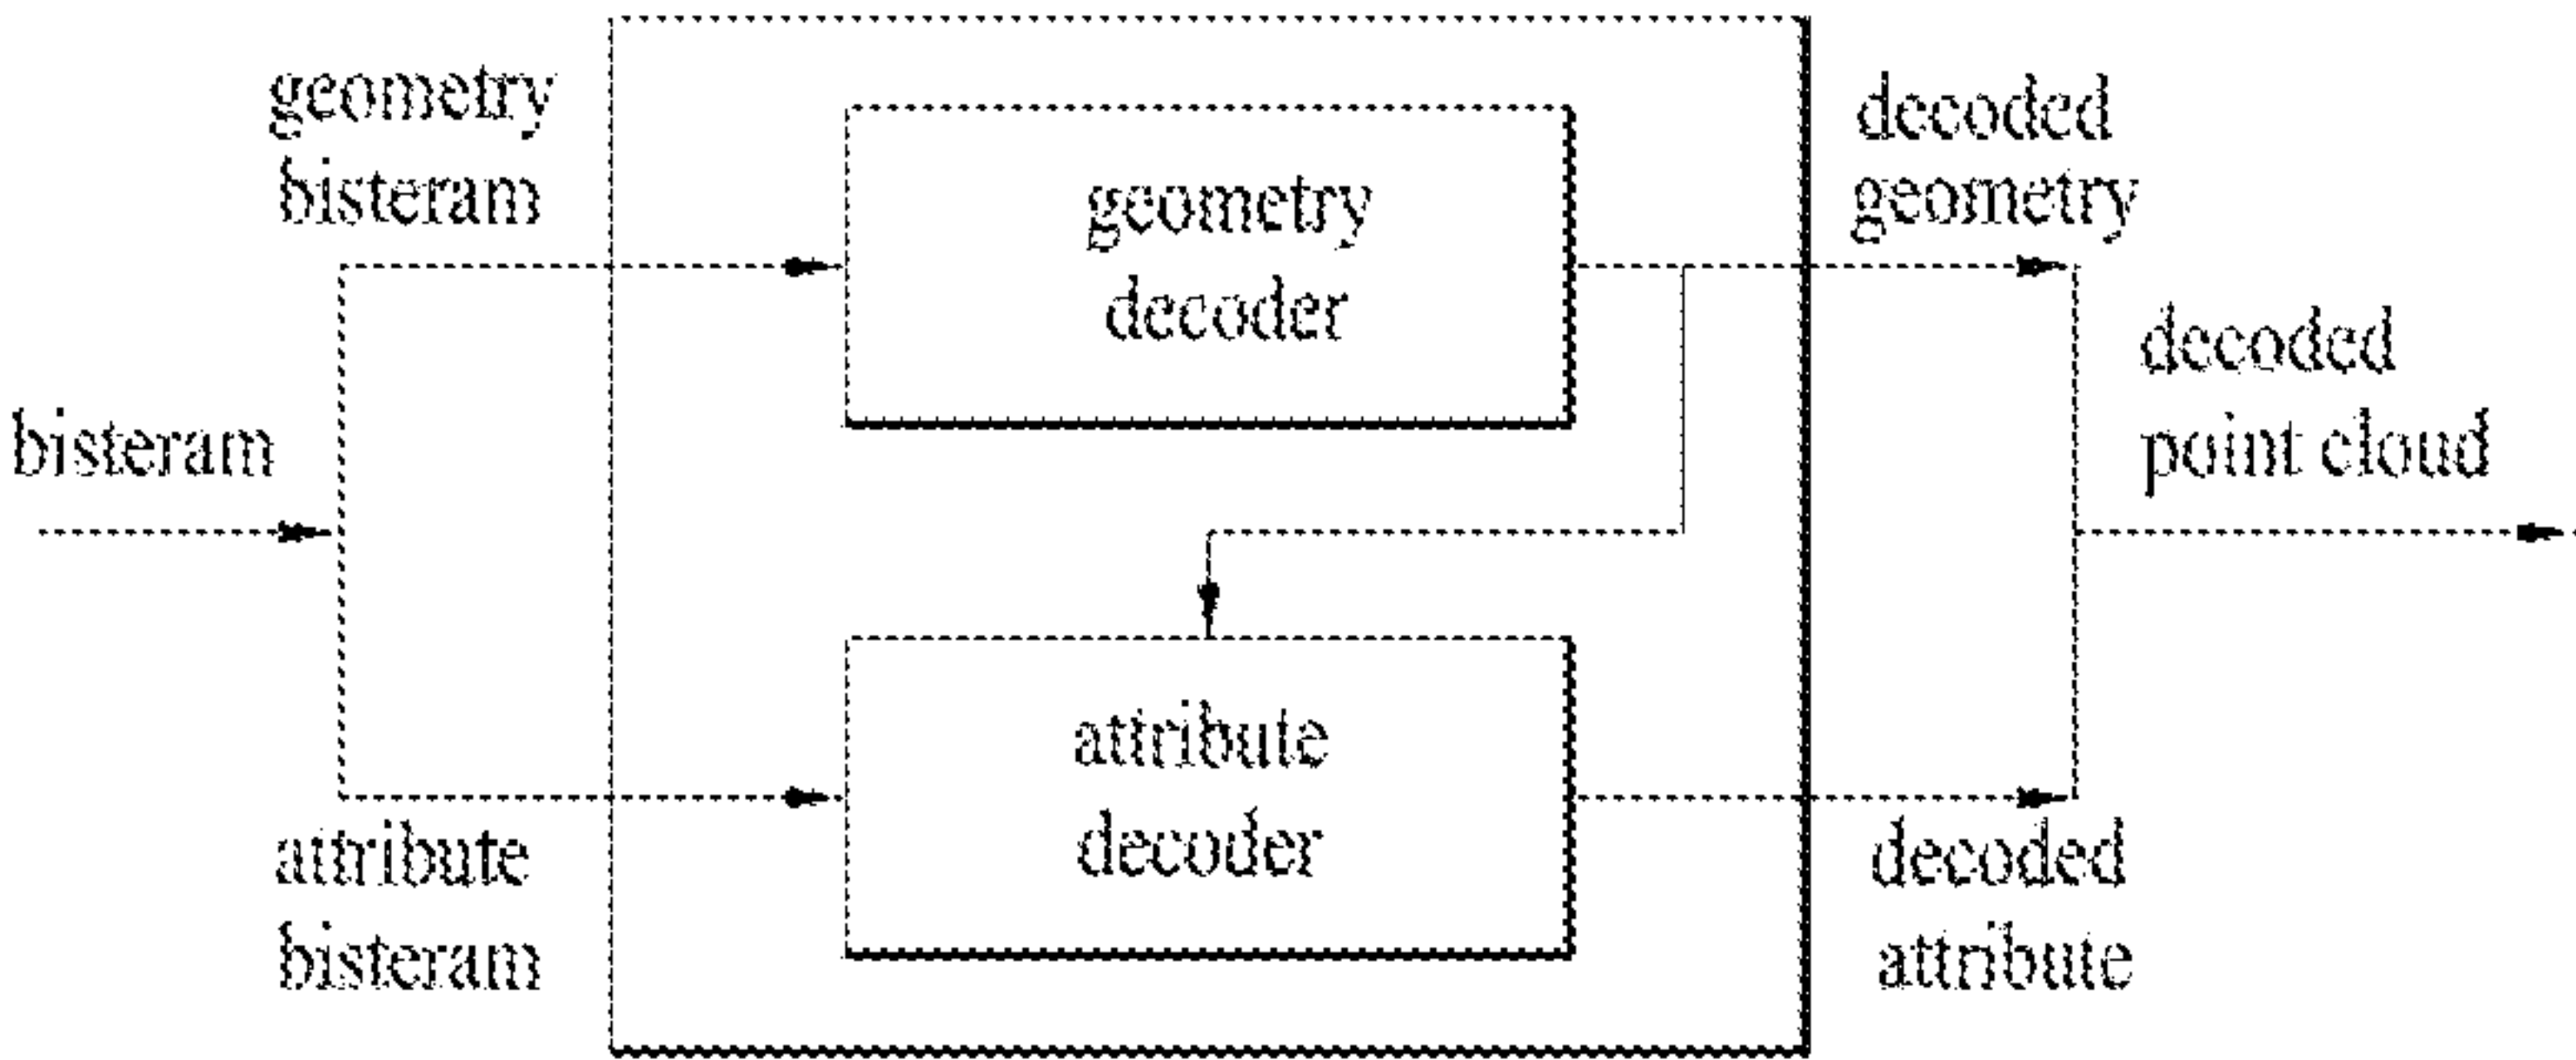 bisteram
geometry
bisteram
attribute
bisteram
geometry
decoder
attribute
decoder
decoded
geometry
decoded
attribute
decoded
point cloud